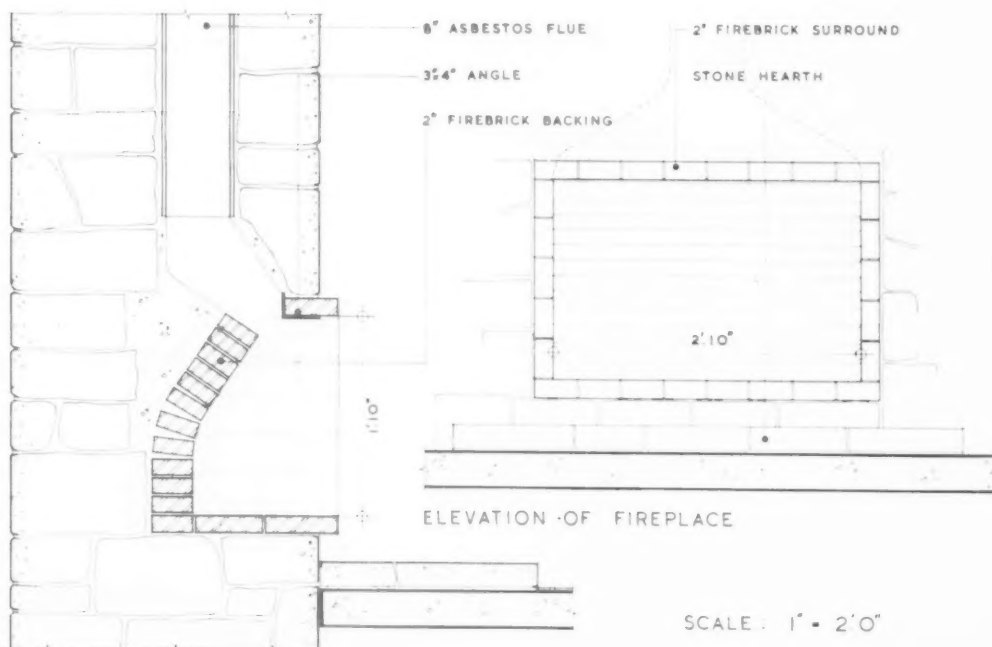 8" ASBESTOS FLUE
3"x4" ANGLE
2" FIREBRICK BACKING
2" FIREBRICK SURROUND
STONE HEARTH
2'.10"
1'.10"
ELEVATION · OF FIREPLACE
SCALE : 1" = 2'0"